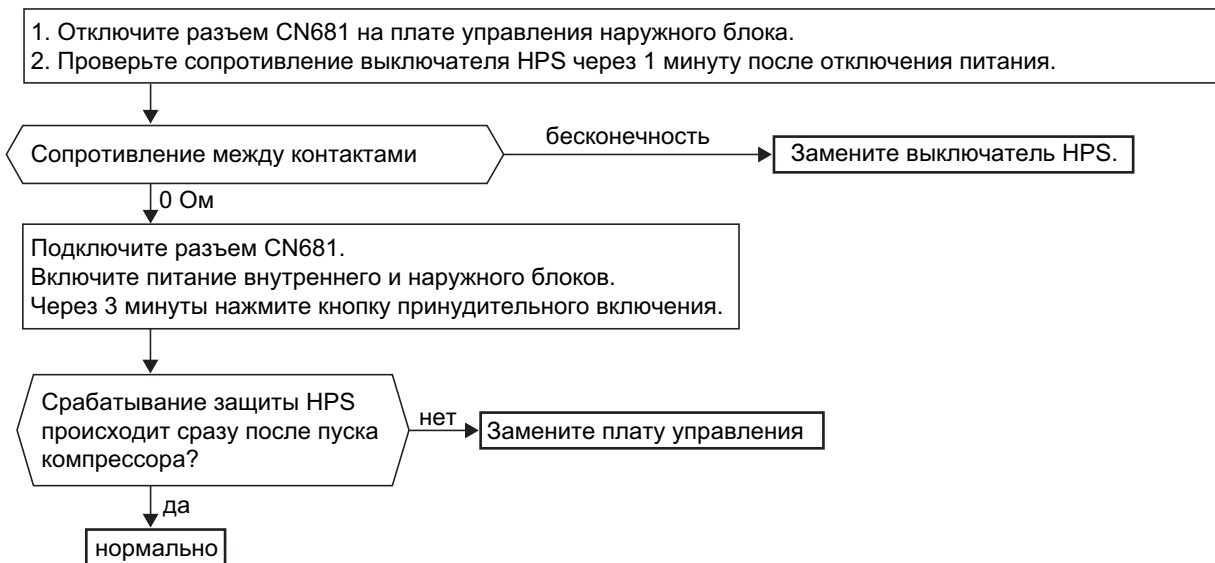 1. Отключите разъем CN681 на плате управления наружного блока.
2. Проверьте сопротивление выключателя HPS через 1 минуту после отключения питания.
Сопротивление между контактами
бесконечность
Замените выключатель HPS.
0 Ом
Подключите разъем CN681.
Включите питание внутреннего и наружного блоков.
Через 3 минуты нажмите кнопку принудительного включения.
Срабатывание защиты HPS
происходит сразу после пуска
компрессора?
нет
Замените плату управления
да
нормально